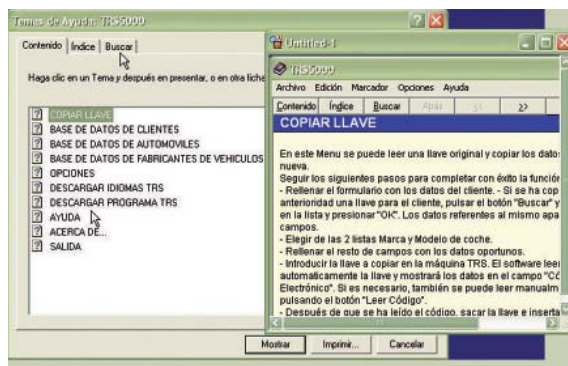 Temas de Ayuda: TRS5000
Contenido
Índice
Buscar
Haga clic en un Tema y después en presentar, o en otra ficha
COPIAR LLAVE
BASE DE DATOS DE CLIENTES
BASE DE DATOS DE AUTOMOVILES
BASE DE DATOS DE FABRICANTES DE VEHICULOS
OPCIONES
DESCARGAR IDIOMAS TRS
DESCARGAR PROGRAMA TRS
AYUDA
ACERCA DE...
SALIDA
Mostrar
Imprimir...
Cancelar
Untitled-1
TRS5000
Archivo Edición Marcador Opciones Ayuda
Contenido Índice Buscar Atrás << >>
COPIAR LLAVE
En este Menu se puede leer una llave original y copiar los dato
nueva.
Seguir los siguientes pasos para completar con éxito la función
- Rellenar el formulario con los datos del cliente. - Si se ha cop
anterioridad una llave para el cliente, pulsar el botón "Buscar" y
en la lista y presionar "OK". Los datos referentes al mismo apa
campos.
- Elegir de las 2 listas Marca y Modelo de coche.
- Rellenar el resto de campos con los datos oportunos.
- Introducir la llave a copiar en la máquina TRS. El software lee
automaticamente la llave y mostrará los datos en el campo "Có
Electrónico". Si es necesario, también se puede leer manualm
pulsando el botón "Leer Código".
- Después de que se ha leído el código, sacar la llave e inserta